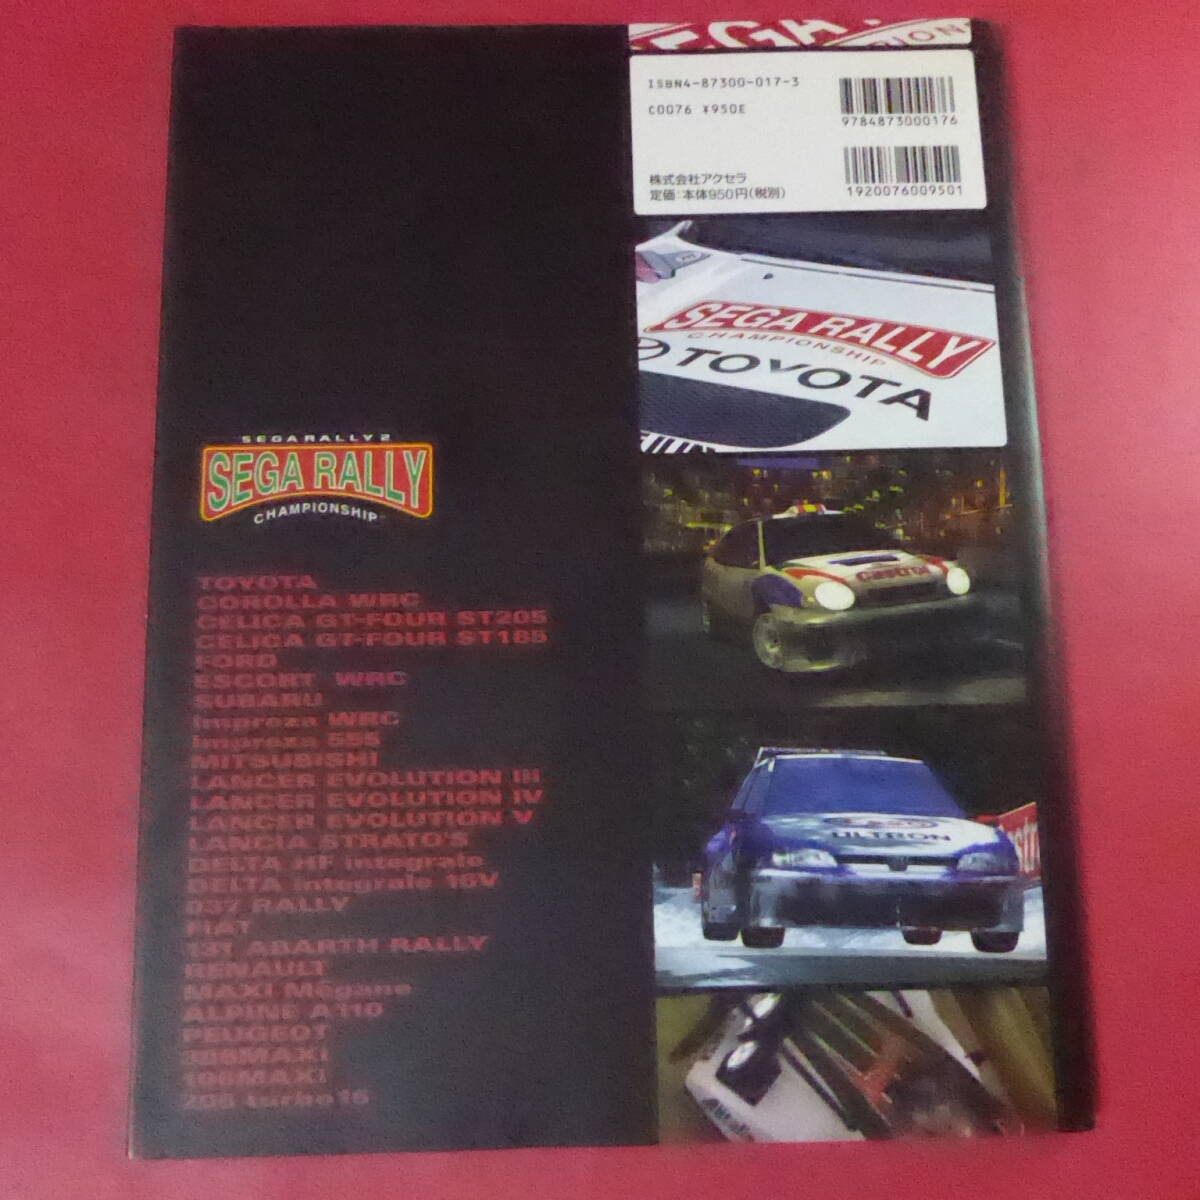 SEGA RALLY 2
SEGA RALLY
CHAMPIONSHIP
TOYOTA
COROLLA WRC
CELICA GT-FOUR ST205
CELICA GT-FOUR ST185
FORD
ESCORT WRC
SUBARU
Impreza WRC
Impreza 555
MITSUBISHI
LANCER EVOLUTION III
LANCER EVOLUTION IV
LANCER EVOLUTION V
LANCIA STRATO'S
DELTA HF integrale
DELTA integrale 16V
037 RALLY
FIAT
131 ABARTH RALLY
RENAULT
MAXI Mégane
ALPINE A110
PEUGEOT
306MAXI
106MAXI
205 turbo16
ISBN4-87300-017-3
C0076 ¥950E
9784873000176
株式会社アクセラ
定価:本体950円(税別)
1920076009501
SEGA RALLY
CHAMPIONSHIP
TOYOTA
Castrol
ULTRON